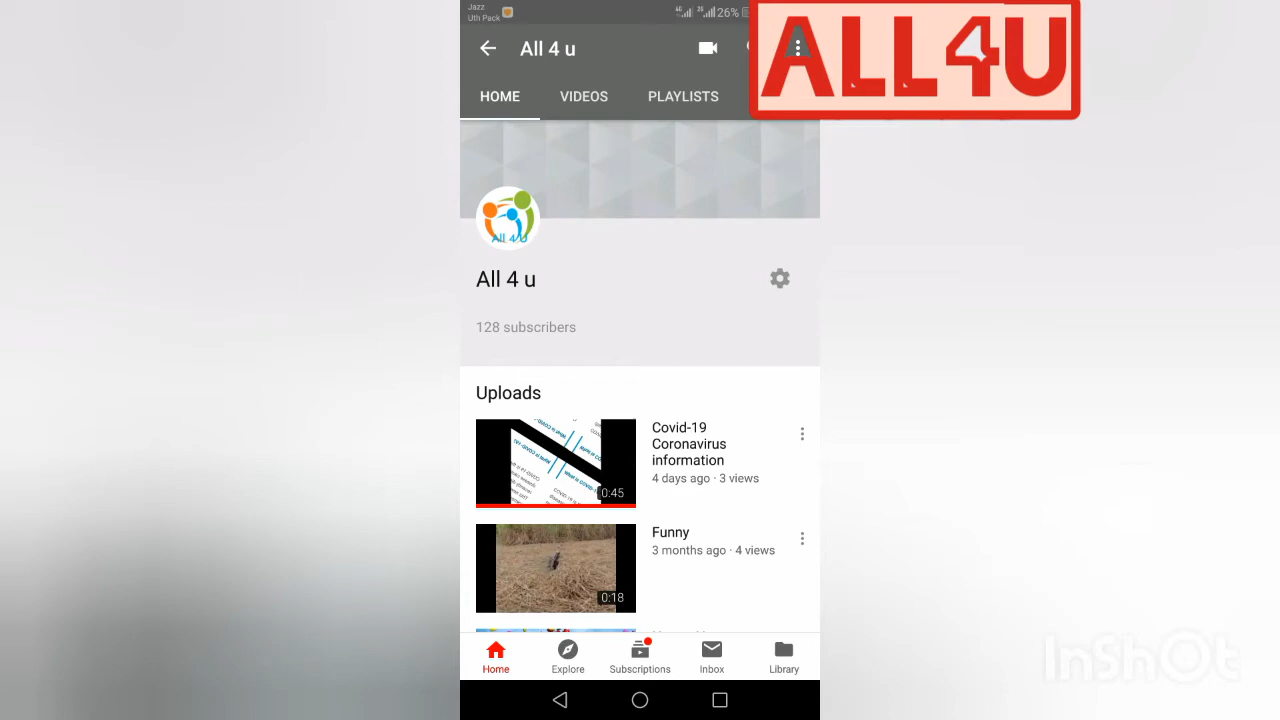 Jazz
Uth Pack
26%
All 4 u
ALL4U
HOME VIDEOS PLAYLISTS
All 4 U
All 4 u
128 subscribers
Uploads
Covid-19
Coronavirus
information
4 days ago · 3 views
0:45
Funny
3 months ago · 4 views
0:18
Home Explore Subscriptions Inbox Library
InShOt